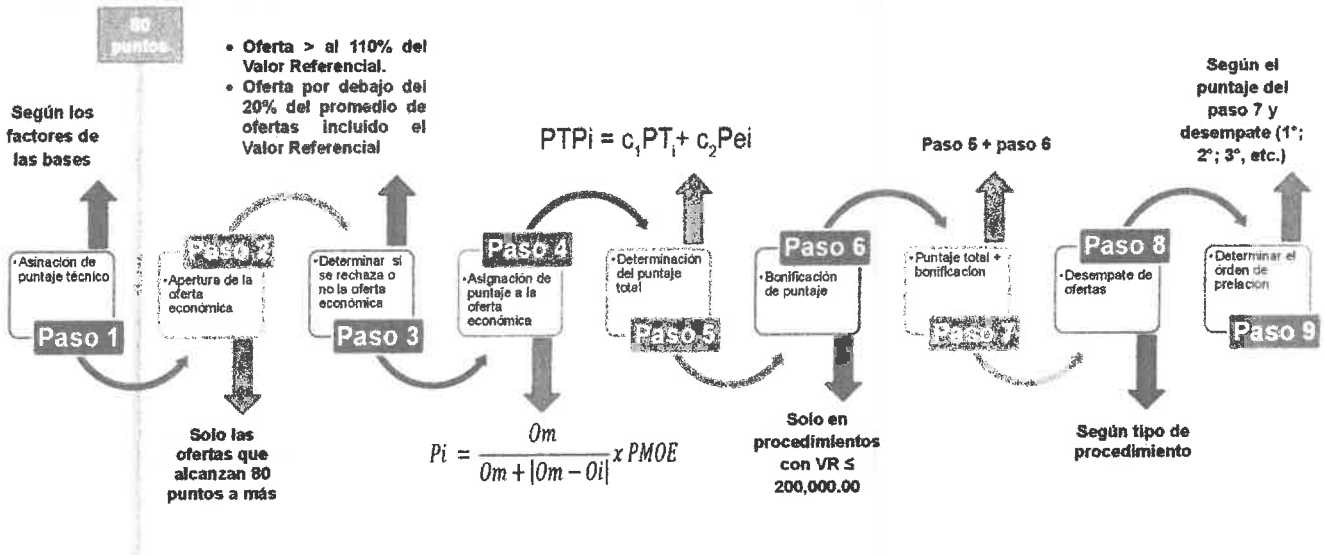 80
puntos
• Oferta > al 110% del
Valor Referencial.
• Oferta por debajo del
20% del promedio de
ofertas incluido el
Valor Referencial
Según los
factores de
las bases
PTPi = c₁PTᵢ+ c₂Pei
Paso 5 + paso 6
Según el
puntaje del
paso 7 y
desempate (1°;
2°; 3°, etc.)
• Asinación de
puntaje técnico
Paso 1
Paso 2
• Apertura de la
oferta
económica
• Determinar si
se rechaza o
no la oferta
económica
Paso 3
Paso 4
• Asignación de
puntaje a la
oferta
económica
• Determinación
del puntaje
total
Paso 5
Paso 6
• Bonificación
de puntaje
• Puntaje total +
bonificacion
Paso 7
Paso 8
• Desempate de
ofertas
• Determinar el
órden de
prelacion
Paso 9
Solo las
ofertas que
alcanzan 80
puntos a más
Pi = Om / (Om + |Om − Oi|) x PMOE
Solo en
procedimientos
con VR ≤
200,000.00
Según tipo de
procedimiento